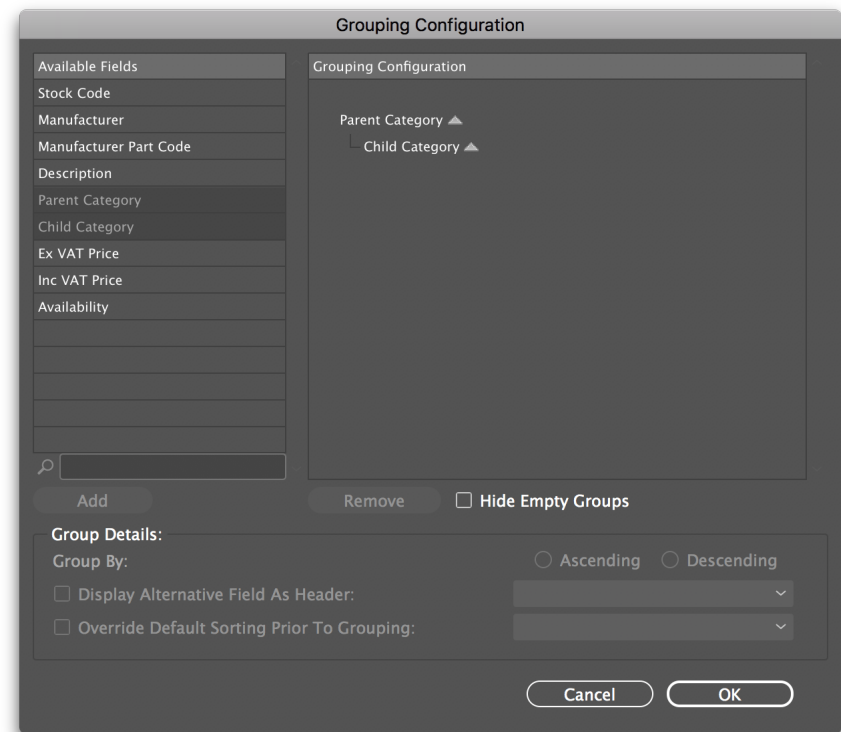 Grouping Configuration
Available Fields
Stock Code
Manufacturer
Manufacturer Part Code
Description
Parent Category
Child Category
Ex VAT Price
Inc VAT Price
Availability
Add
Grouping Configuration
Parent Category
Child Category
Remove
Hide Empty Groups
Group Details:
Group By:
Ascending
Descending
Display Alternative Field As Header:
Override Default Sorting Prior To Grouping:
Cancel
OK